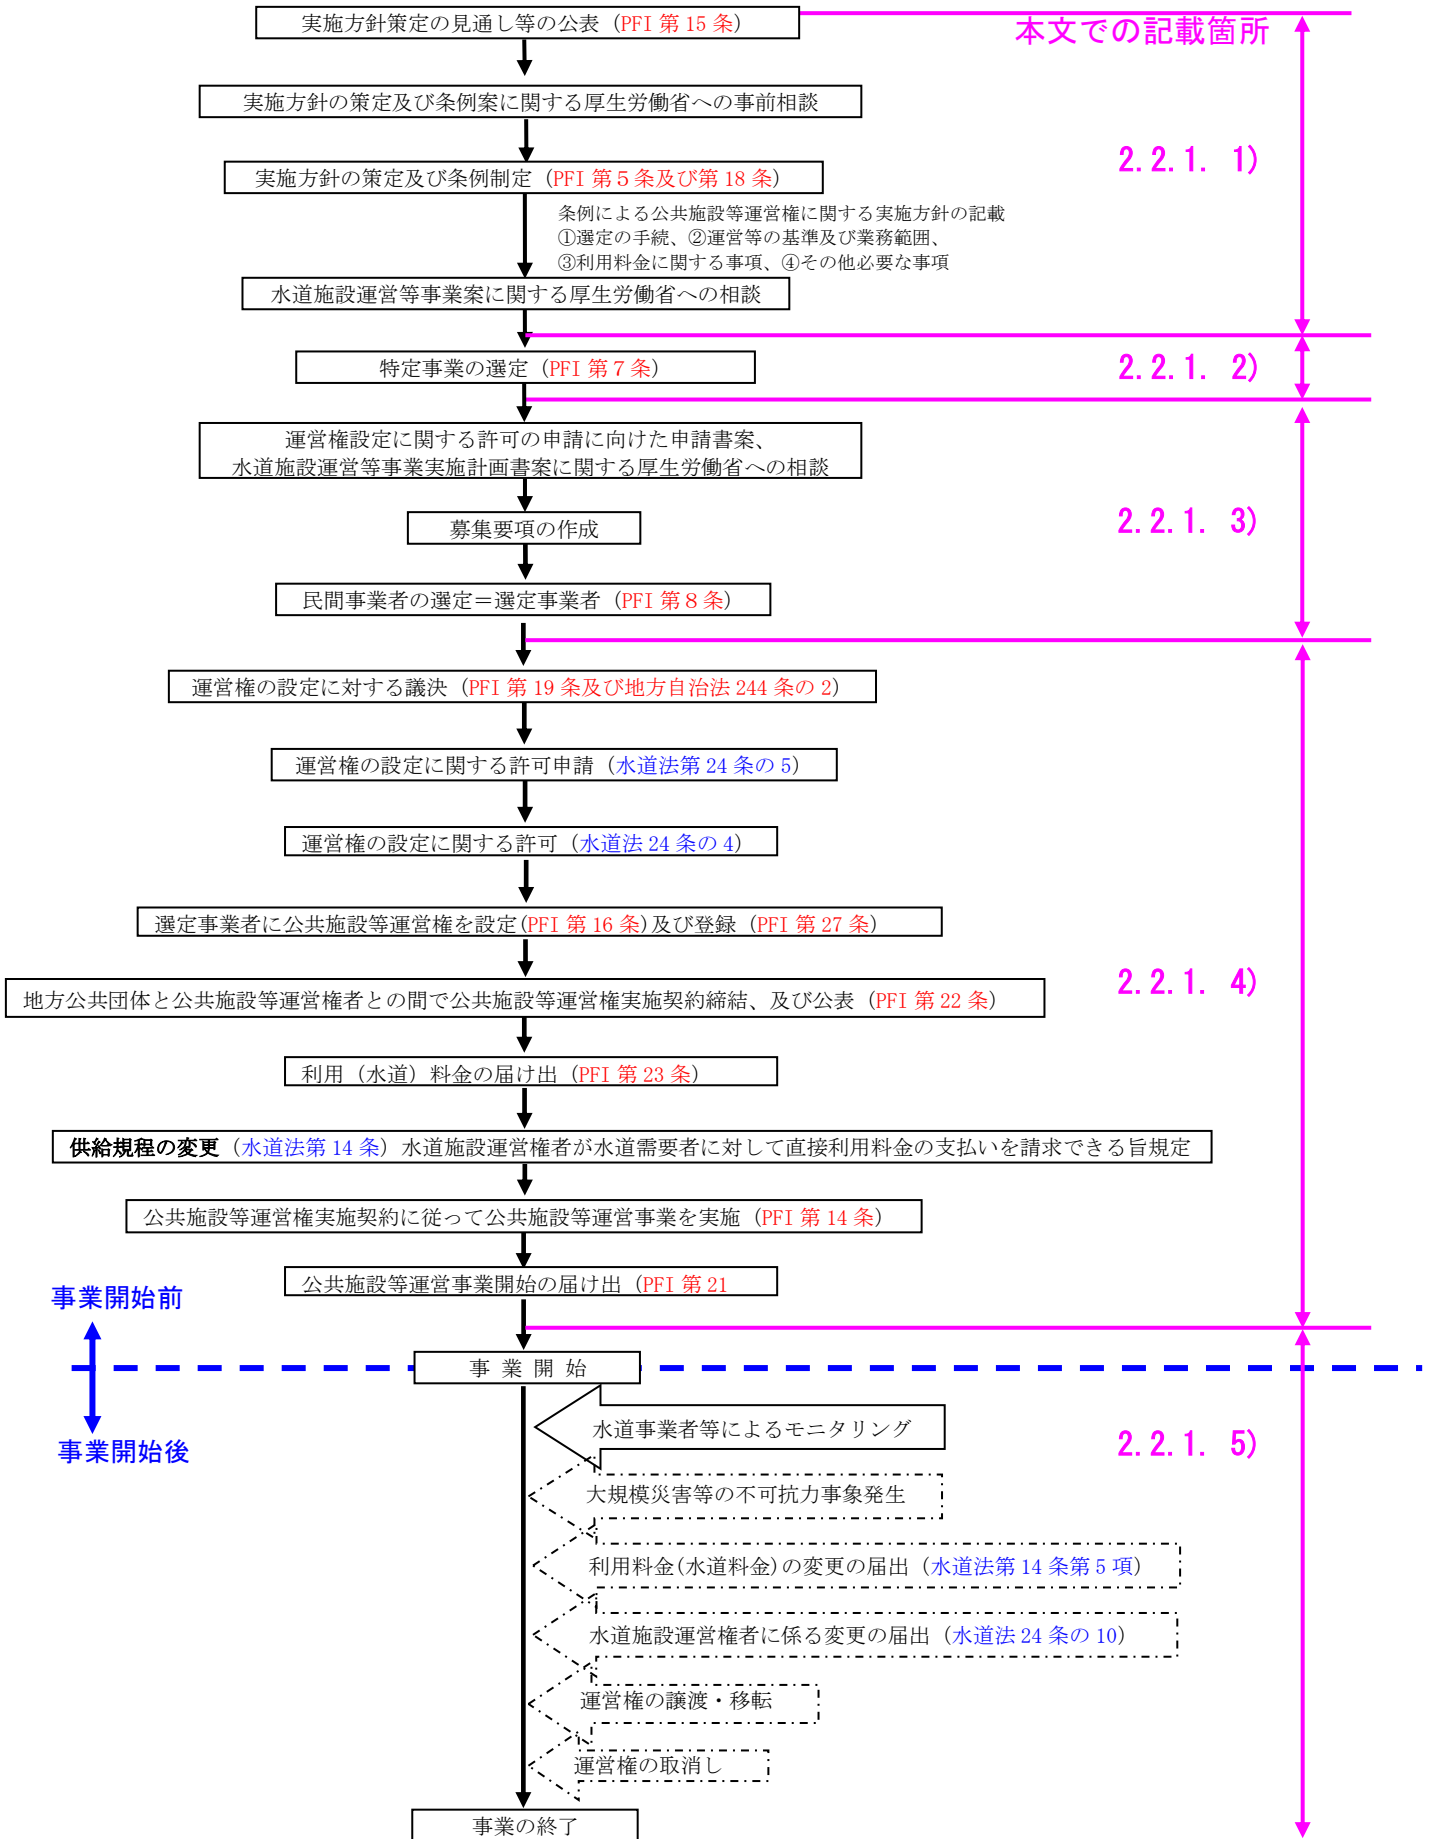 実施方針策定の見通し等の公表（PFI 第 15 条）
本文での記載箇所
実施方針の策定及び条例案に関する厚生労働省への事前相談
2.2.1. 1)
実施方針の策定及び条例制定（PFI 第５条及び第 18 条）
条例による公共施設等運営権に関する実施方針の記載
①選定の手続、②運営等の基準及び業務範囲、
③利用料金に関する事項、④その他必要な事項
水道施設運営等事業案に関する厚生労働省への相談
特定事業の選定（PFI 第７条）
2.2.1. 2)
運営権設定に関する許可の申請に向けた申請書案、
水道施設運営等事業実施計画書案に関する厚生労働省への相談
募集要項の作成
2.2.1. 3)
民間事業者の選定＝選定事業者（PFI 第８条）
運営権の設定に対する議決（PFI 第 19 条及び地方自治法 244 条の 2）
運営権の設定に関する許可申請（水道法第 24 条の 5）
運営権の設定に関する許可（水道法 24 条の 4）
選定事業者に公共施設等運営権を設定(PFI 第 16 条)及び登録（PFI 第 27 条）
2.2.1. 4)
地方公共団体と公共施設等運営権者との間で公共施設等運営権実施契約締結、及び公表（PFI 第 22 条）
利用（水道）料金の届け出（PFI 第 23 条）
供給規程の変更（水道法第 14 条）水道施設運営権者が水道需要者に対して直接利用料金の支払いを請求できる旨規定
公共施設等運営権実施契約に従って公共施設等運営事業を実施（PFI 第 14 条）
公共施設等運営事業開始の届け出（PFI 第 21
事業開始前
事 業 開 始
事業開始後
水道事業者等によるモニタリング
2.2.1. 5)
大規模災害等の不可抗力事象発生
利用料金(水道料金)の変更の届出（水道法第 14 条第 5 項）
水道施設運営権者に係る変更の届出（水道法 24 条の 10）
運営権の譲渡・移転
運営権の取消し
事業の終了